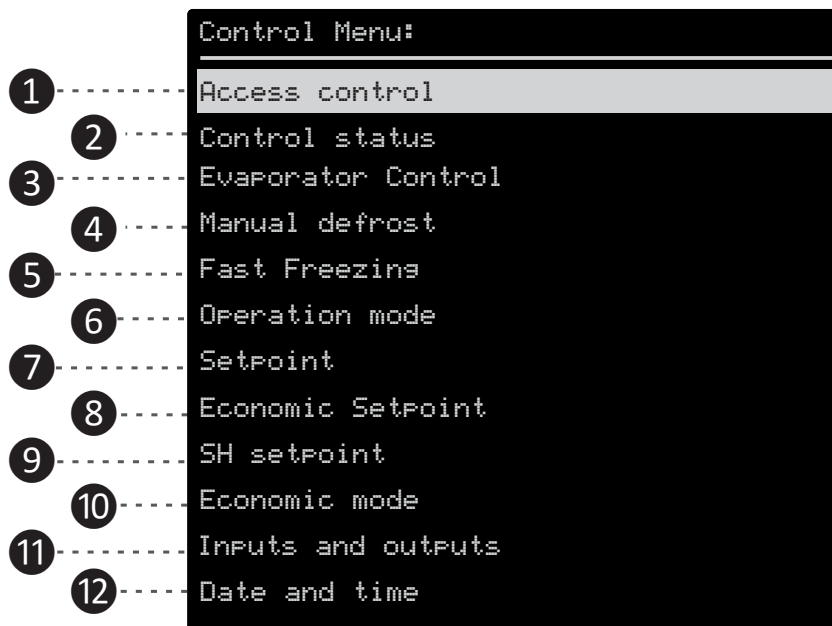 Control Menu:
1 Access control
2 Control status
3 Evaporator Control
4 Manual defrost
5 Fast Freezing
6 Operation mode
7 Setpoint
8 Economic Setpoint
9 SH setpoint
10 Economic mode
11 Inputs and outputs
12 Date and time